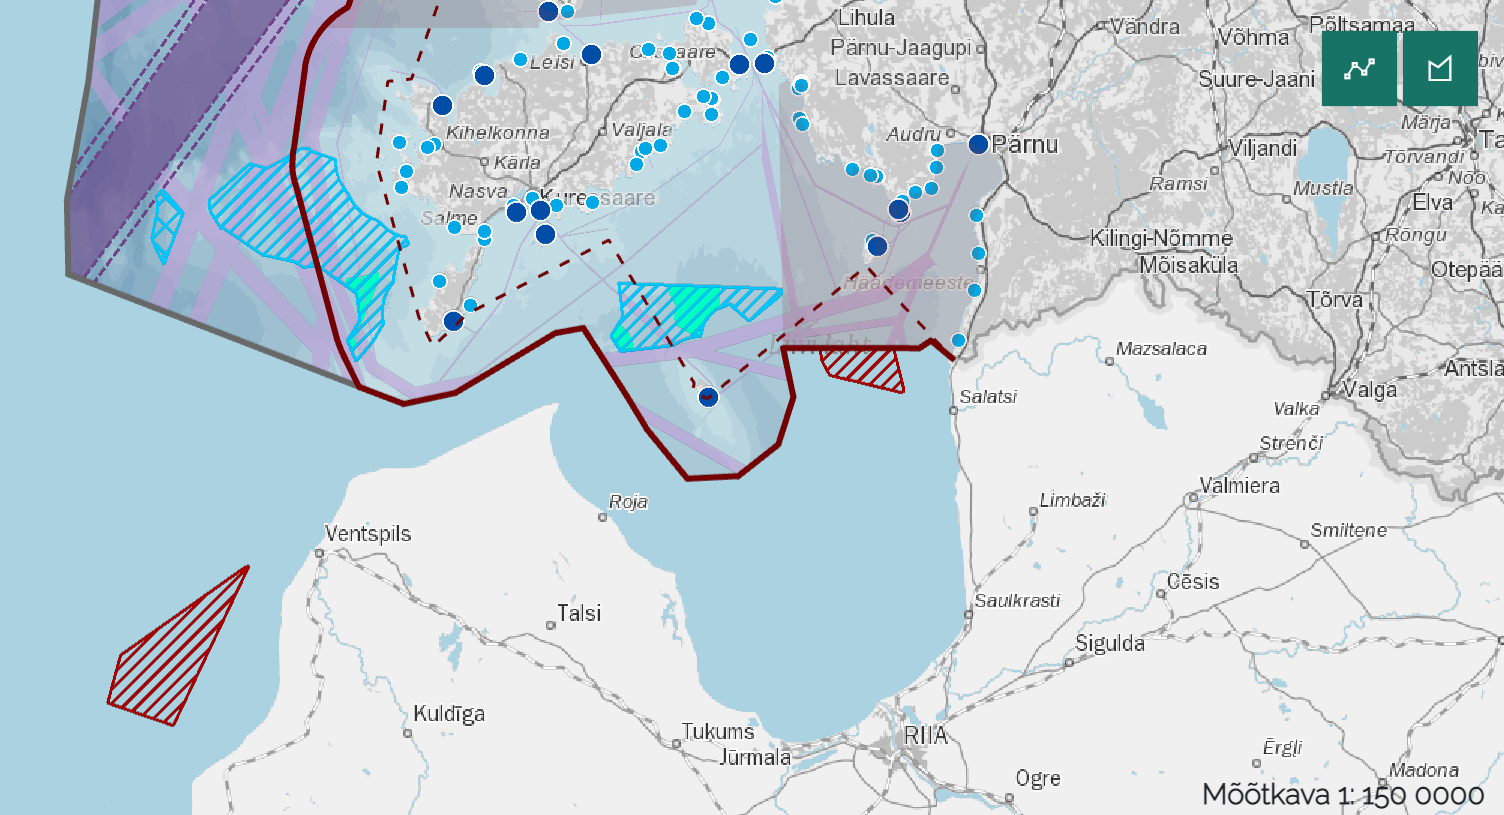 Lihula
Vändra
Põltsamaa
Võhma
Pärnu-Jaagupi
Leisi
Lavassaare
Suure-Jaani
Märja
Kihelkonna
Valjala
Audru
Pärnu
Viljandi
Tõrvandi
Kärla
Nõo
Nasva
Kuressaare
Ramsi
Mustla
Elva
Salme
Rõngu
Kilingi-Nõmme
Mõisaküla
Otepää
Häädemeeste
Tõrva
Liivi laht
Mazsalaca
Antsla
Valga
Salatsi
Valka
Strenči
Roja
Limbaži
Valmiera
Ventspils
Smiltene
Cēsis
Talsi
Saulkrasti
Sigulda
Kuldīga
Tukums
RIIA
Jūrmala
Ērgļi
Ogre
Madona
Mõõtkava 1: 150 0000